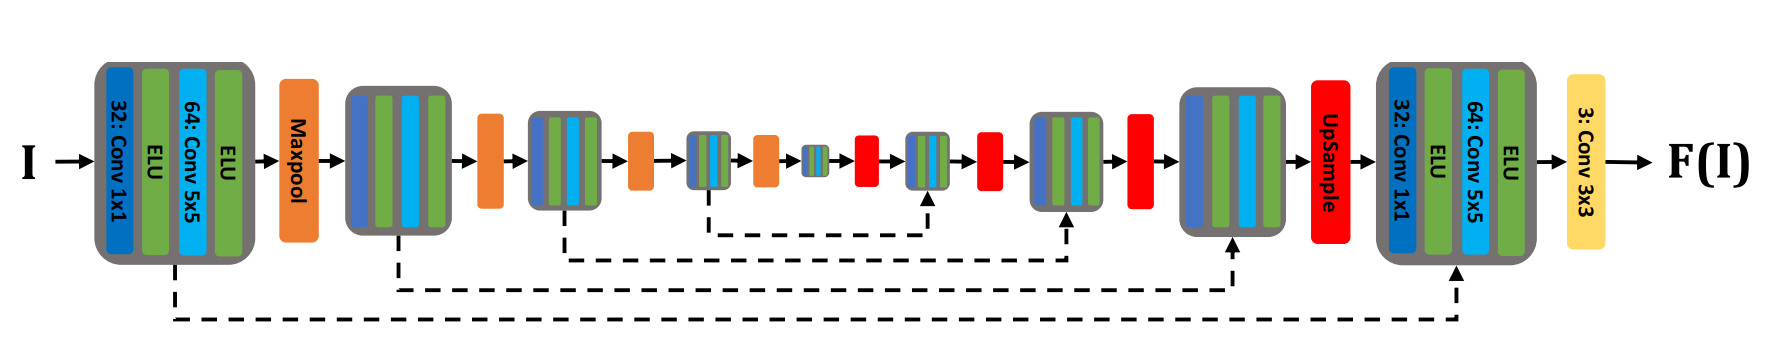 I
32: Conv 1x1
ELU
64: Conv 5x5
ELU
Maxpool
UpSample
32: Conv 1x1
ELU
64: Conv 5x5
ELU
3: Conv 3x3
F(I)